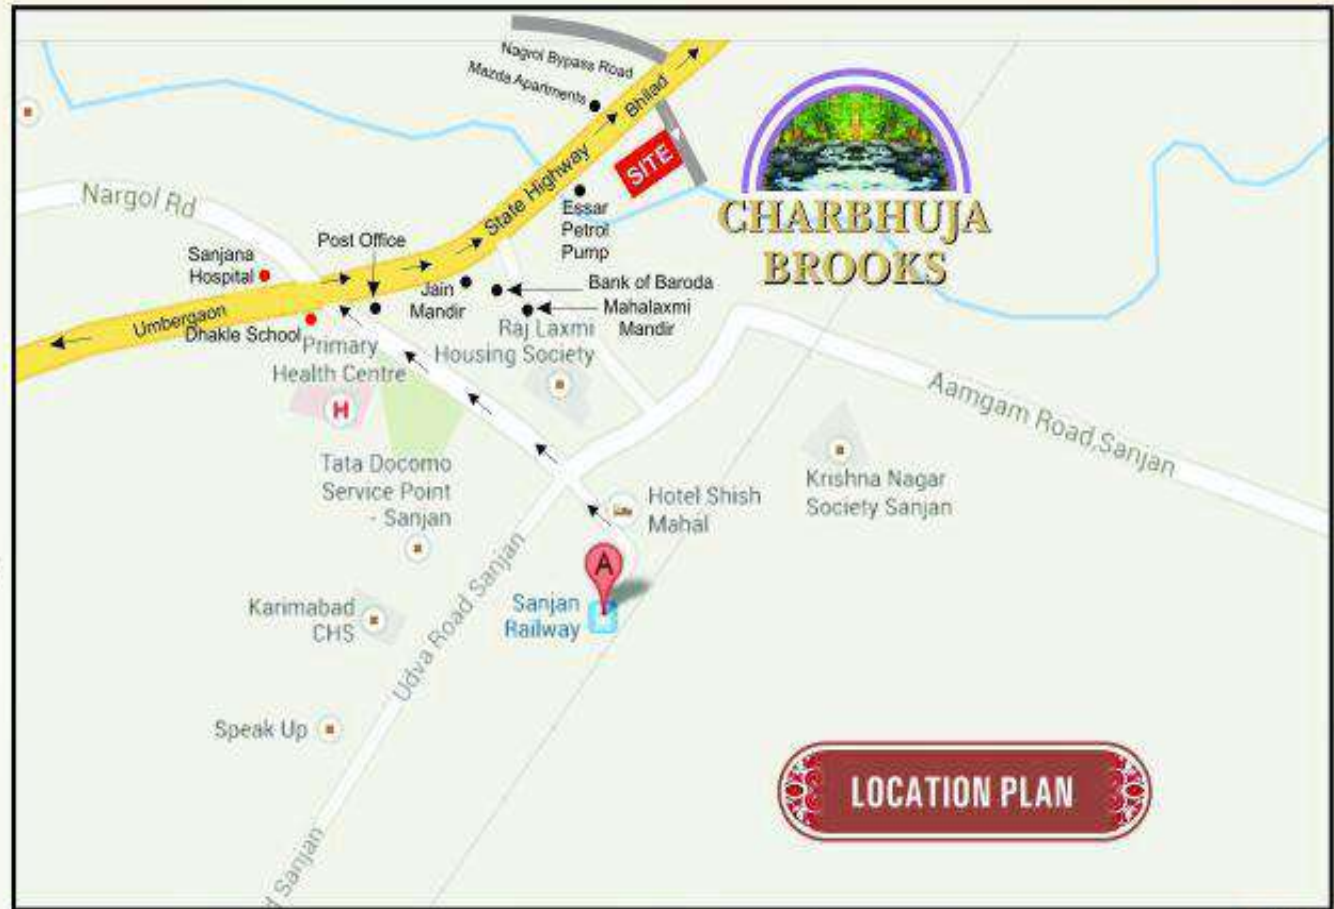 Nagrol Bypass Road
Mazda Apartments
Bhilad
SITE
State Highway
Essar
Petrol
Pump
CHARBHUJA
BROOKS
Nargol Rd
Post Office
Sanjana
Hospital
Jain
Mandir
Bank of Baroda
Mahalaxmi
Mandir
Umbergaon
Dhakle School
Primary
Health Centre
H
Raj Laxmi
Housing Society
Aamgam Road,Sanjan
Tata Docomo
Service Point
- Sanjan
Hotel Shish
Mahal
Krishna Nagar
Society Sanjan
A
Sanjan
Railway
Karimabad
CHS
Udva Road Sanjan
Speak Up
LOCATION PLAN
d Sanjan